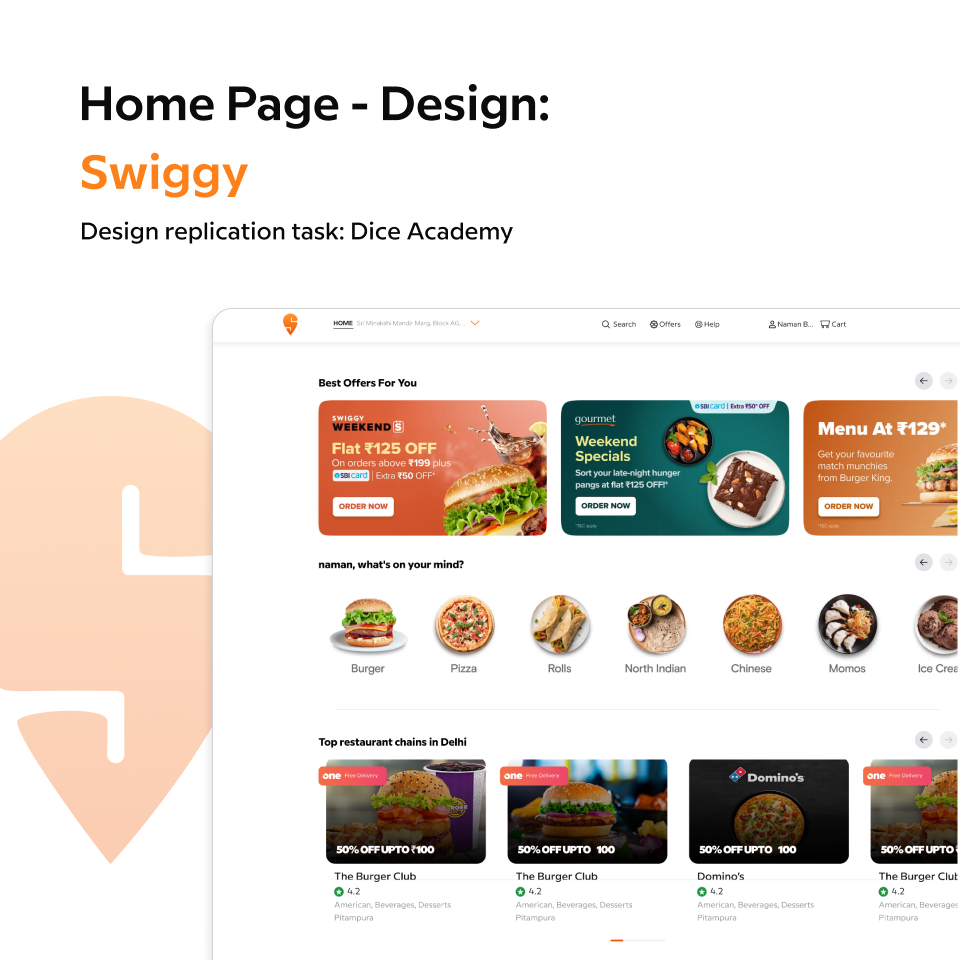 Home Page - Design:
Swiggy
Design replication task: Dice Academy
HOME Sri Minakshi Mandir Marg, Block AG, ...
Search Offers Help Naman B... Cart
Best Offers For You
SWIGGY
WEEKENDS
Flat ₹125 OFF
On orders above ₹199 plus
SBI card | Extra ₹50 OFF*
ORDER NOW
SBI card | Extra ₹50* OFF
gourmet
Weekend
Specials
Sort your late-night hunger
pangs at flat ₹125 OFF!*
ORDER NOW
*T&C apply
Menu At ₹129*
Get your favourite
match munchies
from Burger King.
ORDER NOW
*T&C apply
naman, what's on your mind?
Burger Pizza Rolls North Indian Chinese Momos Ice Crea
Top restaurant chains in Delhi
one Free Delivery
50% OFF UPTO ₹100
The Burger Club
4.2
American, Beverages, Desserts
Pitampura
one Free Delivery
50% OFF UPTO 100
The Burger Club
4.2
American, Beverages, Desserts
Pitampura
Domino's
50% OFF UPTO 100
Domino's
4.2
American, Beverages, Desserts
Pitampura
one Free Delivery
50% OFF UPTO
The Burger Club
4.2
American, Beverages
Pitampura